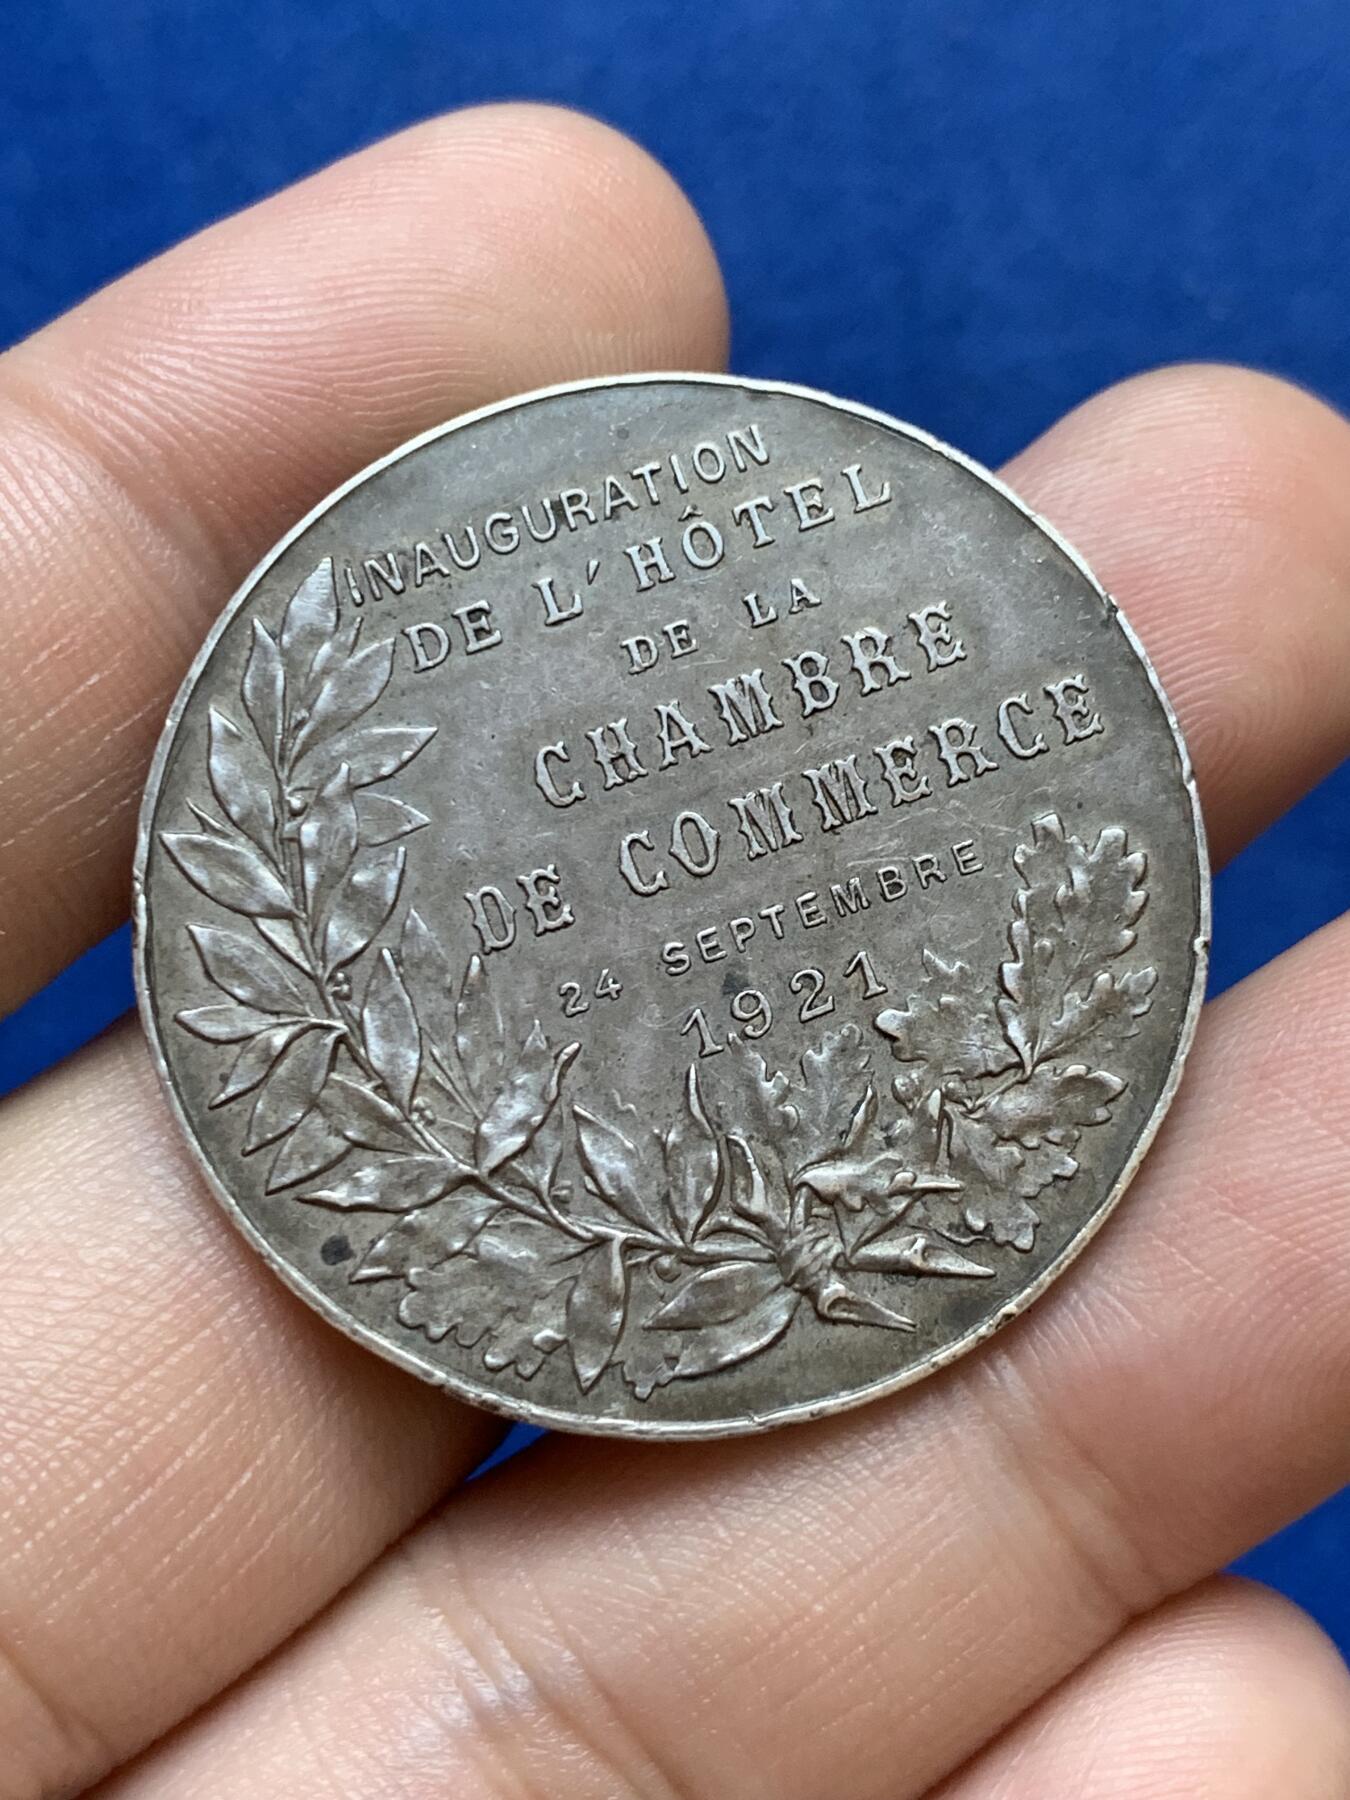 INAUGURATION
DE L'HÔTEL
DE LA
CHAMBRE
DE COMMERCE
24 SEPTEMBRE
1921